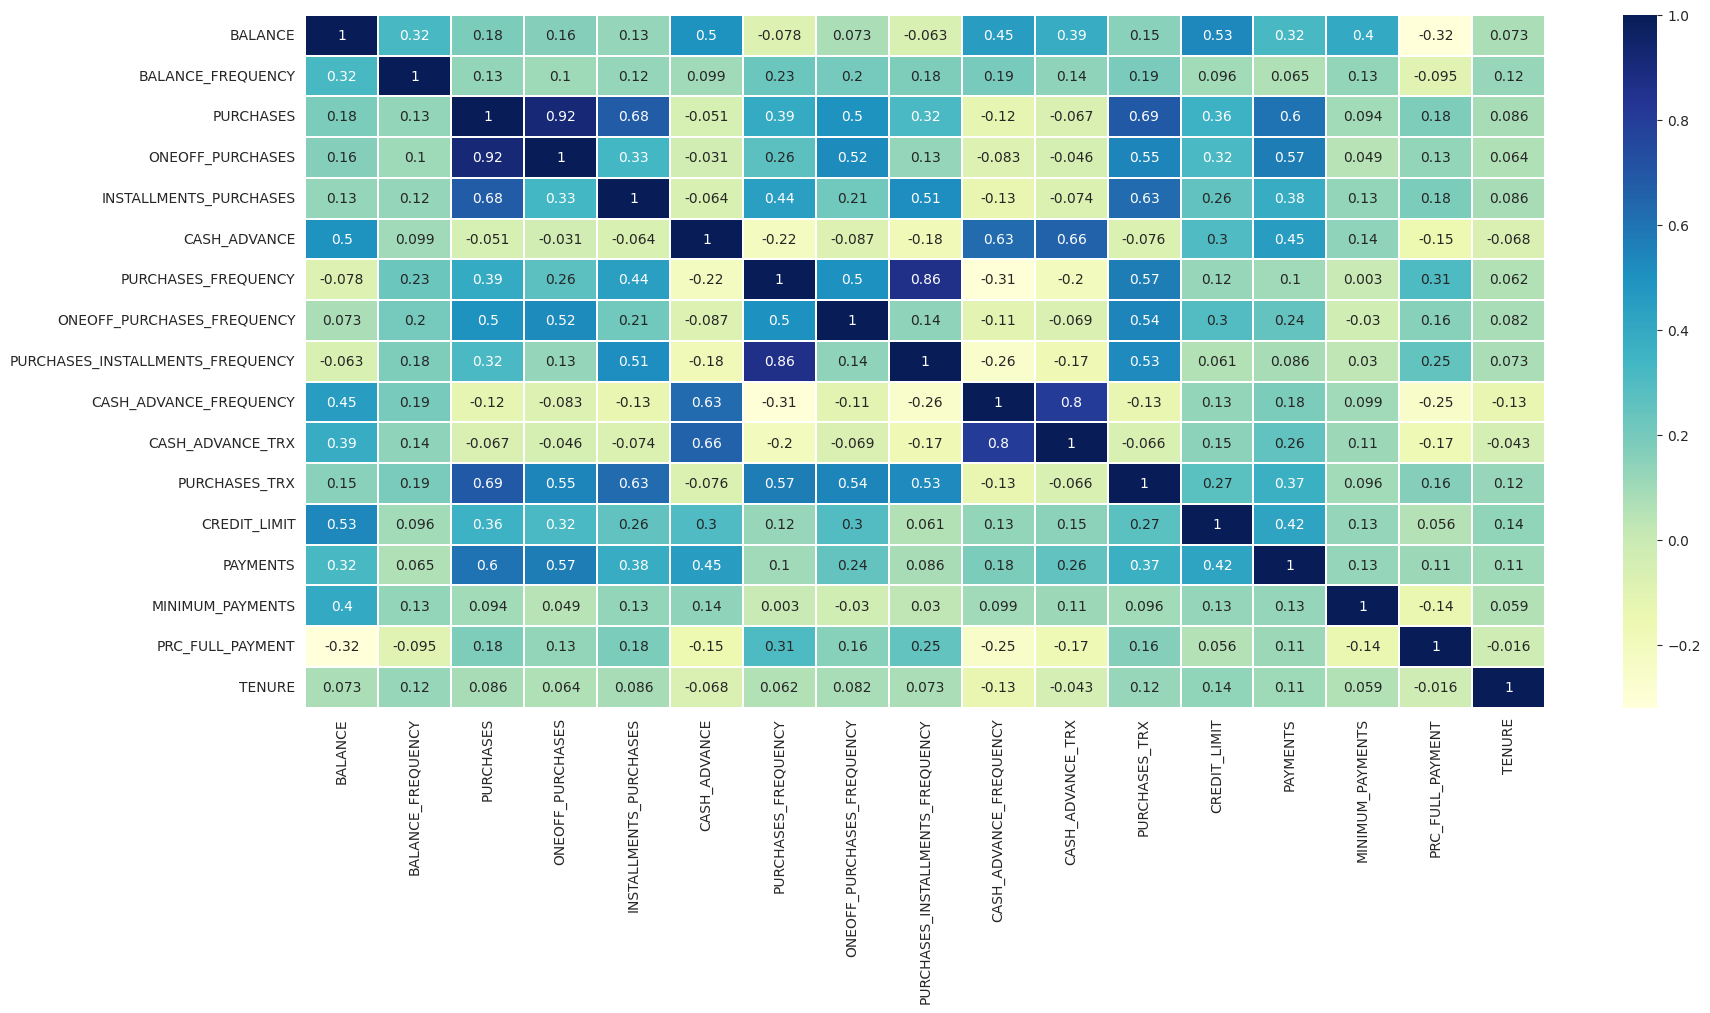 BALANCE 1 0.32 0.18 0.16 0.13 0.5 -0.078 0.073 -0.063 0.45 0.39 0.15 0.53 0.32 0.4 -0.32 0.073
BALANCE_FREQUENCY 0.32 1 0.13 0.1 0.12 0.099 0.23 0.2 0.18 0.19 0.14 0.19 0.096 0.065 0.13 -0.095 0.12
PURCHASES 0.18 0.13 1 0.92 0.68 -0.051 0.39 0.5 0.32 -0.12 -0.067 0.69 0.36 0.6 0.094 0.18 0.086
ONEOFF_PURCHASES 0.16 0.1 0.92 1 0.33 -0.031 0.26 0.52 0.13 -0.083 -0.046 0.55 0.32 0.57 0.049 0.13 0.064
INSTALLMENTS_PURCHASES 0.13 0.12 0.68 0.33 1 -0.064 0.44 0.21 0.51 -0.13 -0.074 0.63 0.26 0.38 0.13 0.18 0.086
CASH_ADVANCE 0.5 0.099 -0.051 -0.031 -0.064 1 -0.22 -0.087 -0.18 0.63 0.66 -0.076 0.3 0.45 0.14 -0.15 -0.068
PURCHASES_FREQUENCY -0.078 0.23 0.39 0.26 0.44 -0.22 1 0.5 0.86 -0.31 -0.2 0.57 0.12 0.1 0.003 0.31 0.062
ONEOFF_PURCHASES_FREQUENCY 0.073 0.2 0.5 0.52 0.21 -0.087 0.5 1 0.14 -0.11 -0.069 0.54 0.3 0.24 -0.03 0.16 0.082
PURCHASES_INSTALLMENTS_FREQUENCY -0.063 0.18 0.32 0.13 0.51 -0.18 0.86 0.14 1 -0.26 -0.17 0.53 0.061 0.086 0.03 0.25 0.073
CASH_ADVANCE_FREQUENCY 0.45 0.19 -0.12 -0.083 -0.13 0.63 -0.31 -0.11 -0.26 1 0.8 -0.13 0.13 0.18 0.099 -0.25 -0.13
CASH_ADVANCE_TRX 0.39 0.14 -0.067 -0.046 -0.074 0.66 -0.2 -0.069 -0.17 0.8 1 -0.066 0.15 0.26 0.11 -0.17 -0.043
PURCHASES_TRX 0.15 0.19 0.69 0.55 0.63 -0.076 0.57 0.54 0.53 -0.13 -0.066 1 0.27 0.37 0.096 0.16 0.12
CREDIT_LIMIT 0.53 0.096 0.36 0.32 0.26 0.3 0.12 0.3 0.061 0.13 0.15 0.27 1 0.42 0.13 0.056 0.14
PAYMENTS 0.32 0.065 0.6 0.57 0.38 0.45 0.1 0.24 0.086 0.18 0.26 0.37 0.42 1 0.13 0.11 0.11
MINIMUM_PAYMENTS 0.4 0.13 0.094 0.049 0.13 0.14 0.003 -0.03 0.03 0.099 0.11 0.096 0.13 0.13 1 -0.14 0.059
PRC_FULL_PAYMENT -0.32 -0.095 0.18 0.13 0.18 -0.15 0.31 0.16 0.25 -0.25 -0.17 0.16 0.056 0.11 -0.14 1 -0.016
TENURE 0.073 0.12 0.086 0.064 0.086 -0.068 0.062 0.082 0.073 -0.13 -0.043 0.12 0.14 0.11 0.059 -0.016 1
BALANCE
BALANCE_FREQUENCY
PURCHASES
ONEOFF_PURCHASES
INSTALLMENTS_PURCHASES
CASH_ADVANCE
PURCHASES_FREQUENCY
ONEOFF_PURCHASES_FREQUENCY
PURCHASES_INSTALLMENTS_FREQUENCY
CASH_ADVANCE_FREQUENCY
CASH_ADVANCE_TRX
PURCHASES_TRX
CREDIT_LIMIT
PAYMENTS
MINIMUM_PAYMENTS
PRC_FULL_PAYMENT
TENURE
1.0
0.8
0.6
0.4
0.2
0.0
−0.2